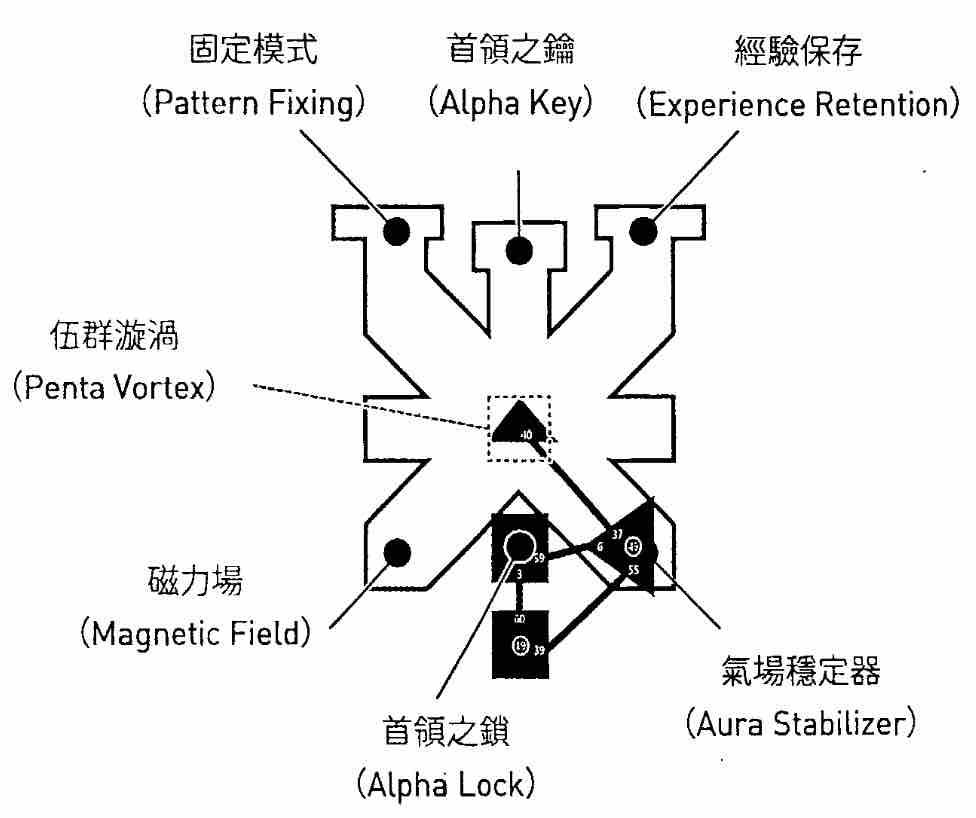 固定模式
(Pattern Fixing)
首領之鑰
(Alpha Key)
經驗保存
(Experience Retention)
伍群漩渦
(Penta Vortex)
40
37
6
55
59
3
60
19
39
磁力場
(Magnetic Field)
氣場穩定器
(Aura Stabilizer)
首領之鎖
(Alpha Lock)